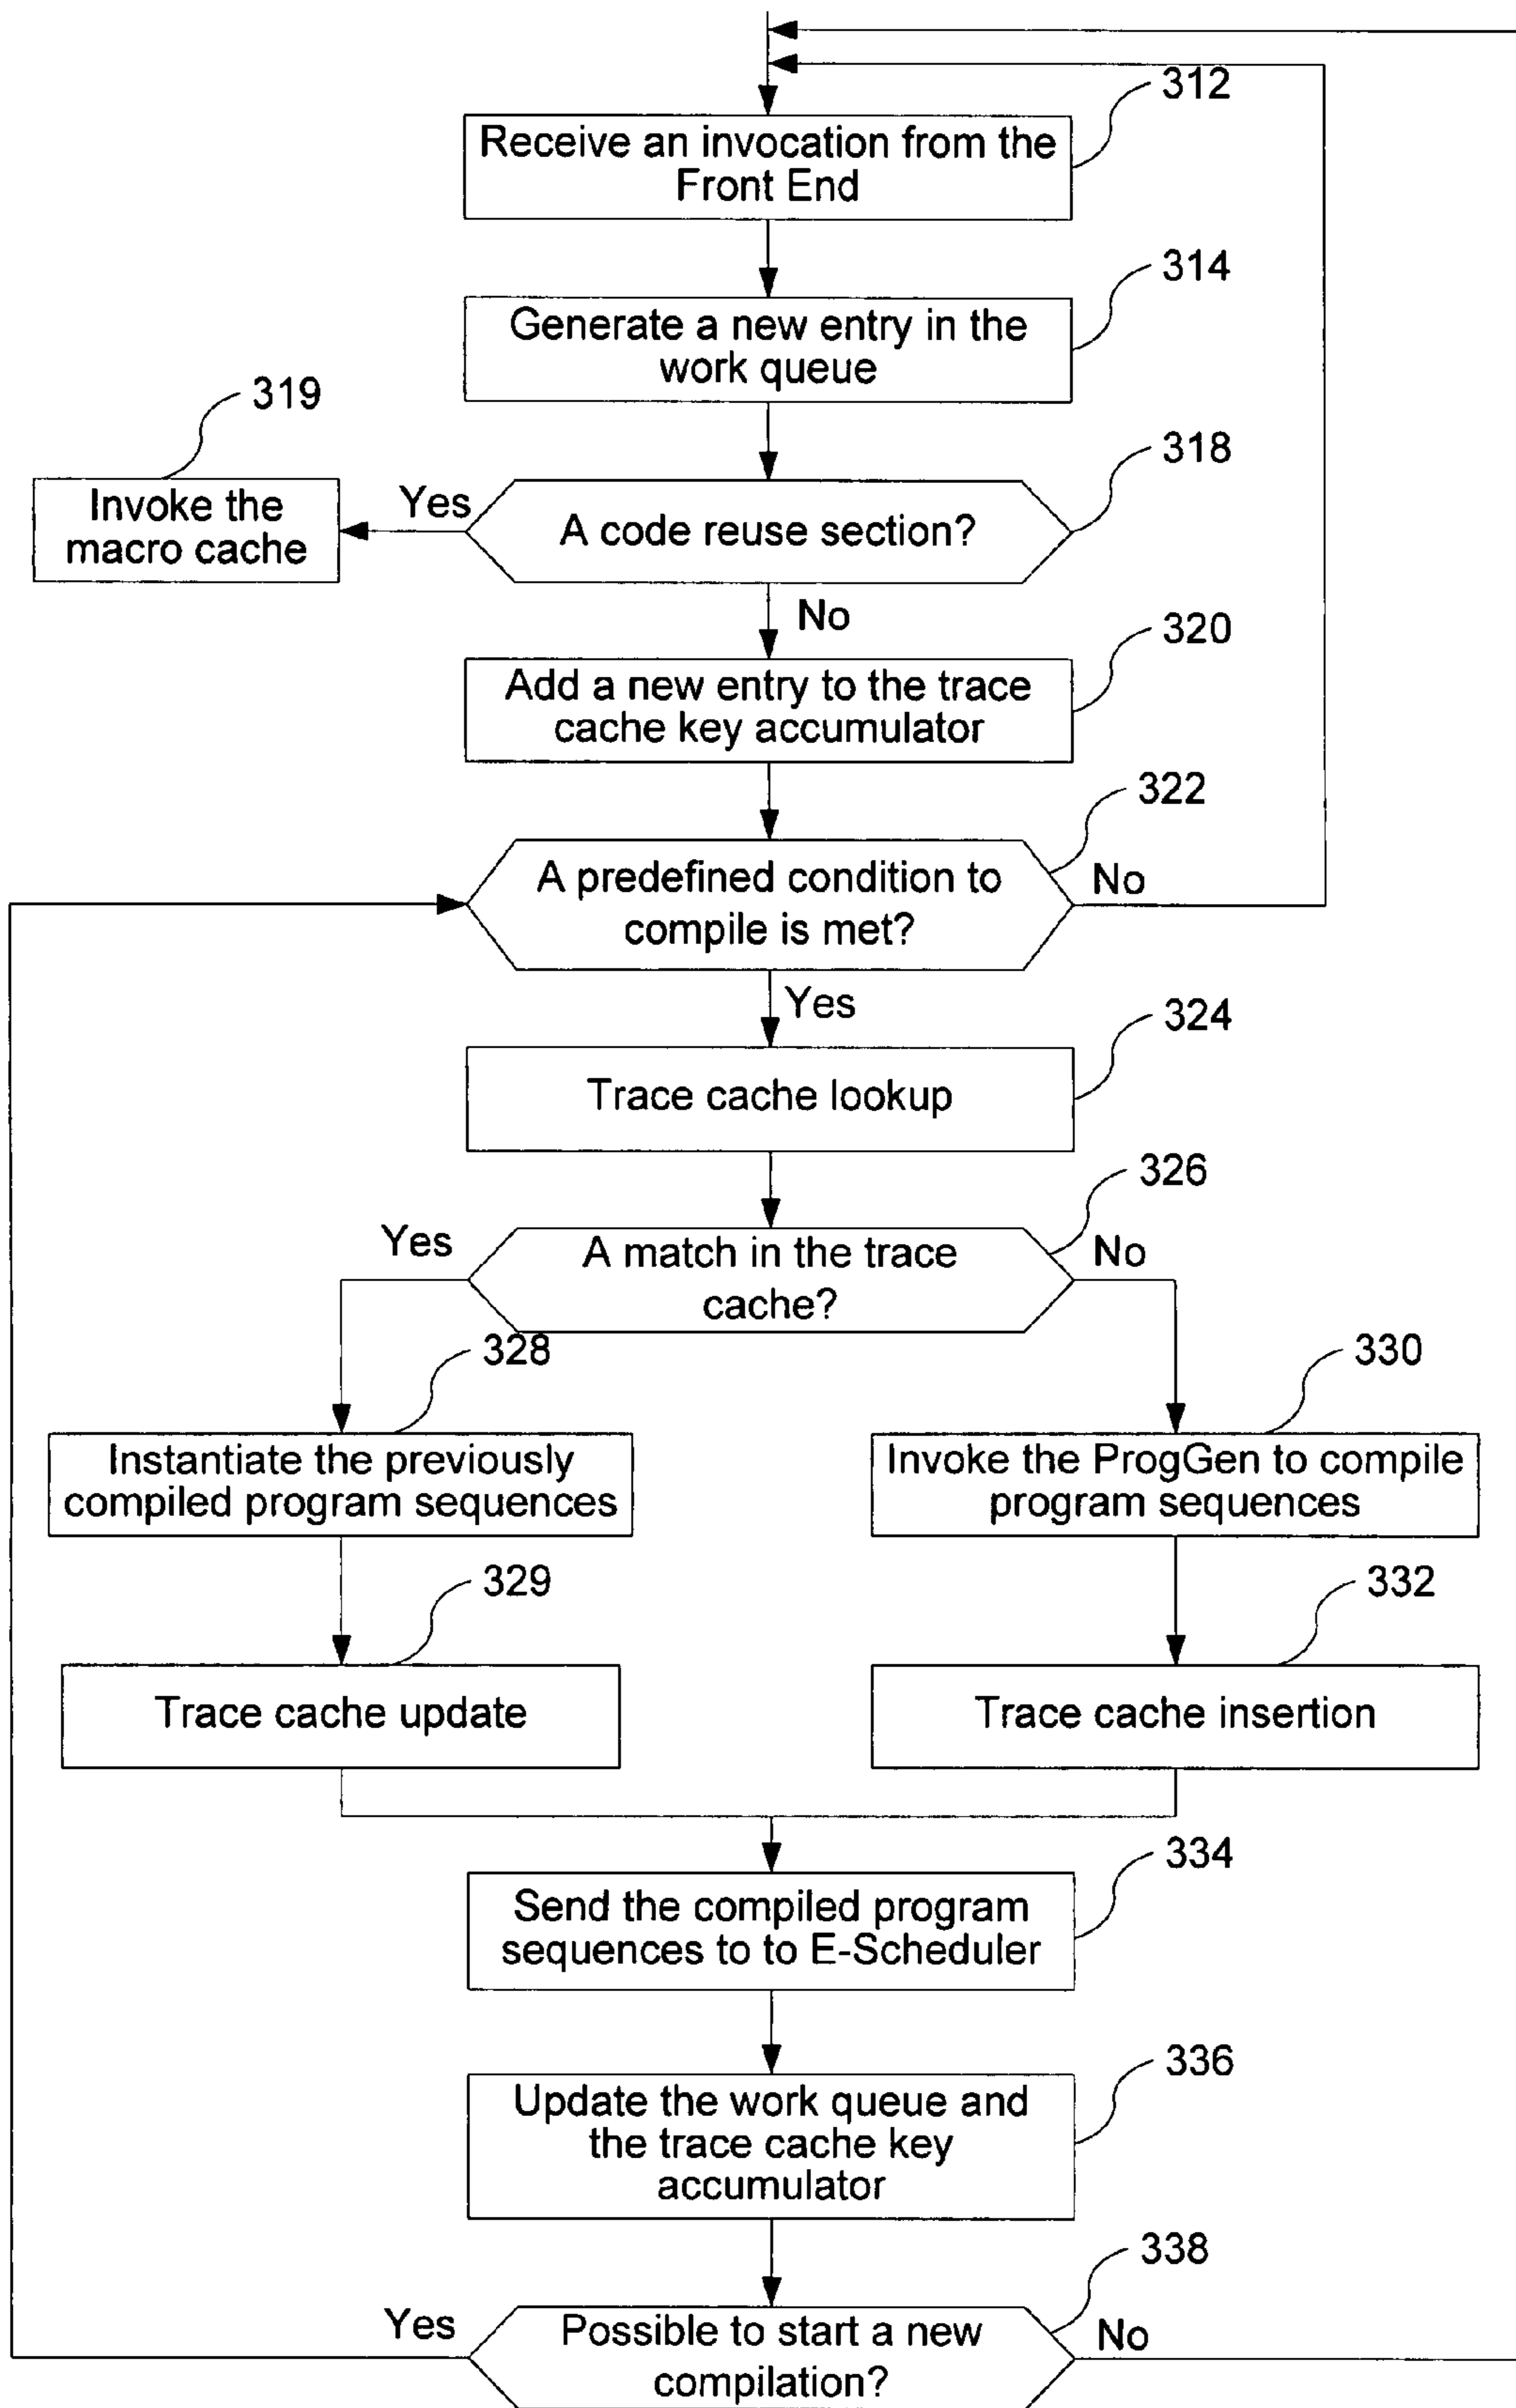 312
Receive an invocation from the
Front End
314
Generate a new entry in the
work queue
319
318
Invoke the
macro cache
Yes
A code reuse section?
No
320
Add a new entry to the trace
cache key accumulator
322
A predefined condition to
compile is met?
No
Yes
324
Trace cache lookup
326
Yes
A match in the trace
cache?
No
328
330
Instantiate the previously
compiled program sequences
Invoke the ProgGen to compile
program sequences
329
332
Trace cache update
Trace cache insertion
334
Send the compiled program
sequences to to E-Scheduler
336
Update the work queue and
the trace cache key
accumulator
338
Yes
Possible to start a new
compilation?
No